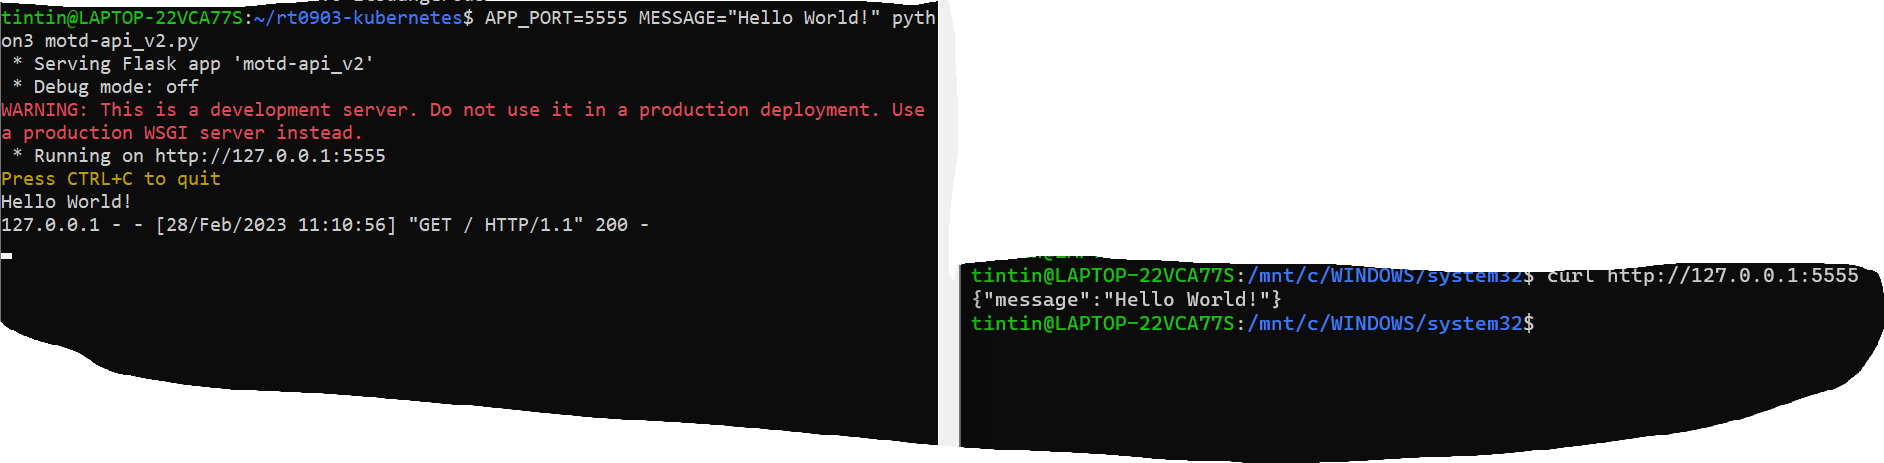 tintin@LAPTOP-22VCA77S:~/rt0903-kubernetes$ APP_PORT=5555 MESSAGE="Hello World!" pyth
on3 motd-api_v2.py
 * Serving Flask app 'motd-api_v2'
 * Debug mode: off
WARNING: This is a development server. Do not use it in a production deployment. Use
a production WSGI server instead.
 * Running on http://127.0.0.1:5555
Press CTRL+C to quit
Hello World!
127.0.0.1 - - [28/Feb/2023 11:10:56] "GET / HTTP/1.1" 200 -
tintin@LAPTOP-22VCA77S:/mnt/c/WINDOWS/system32$ curl http://127.0.0.1:5555
{"message":"Hello World!"}
tintin@LAPTOP-22VCA77S:/mnt/c/WINDOWS/system32$